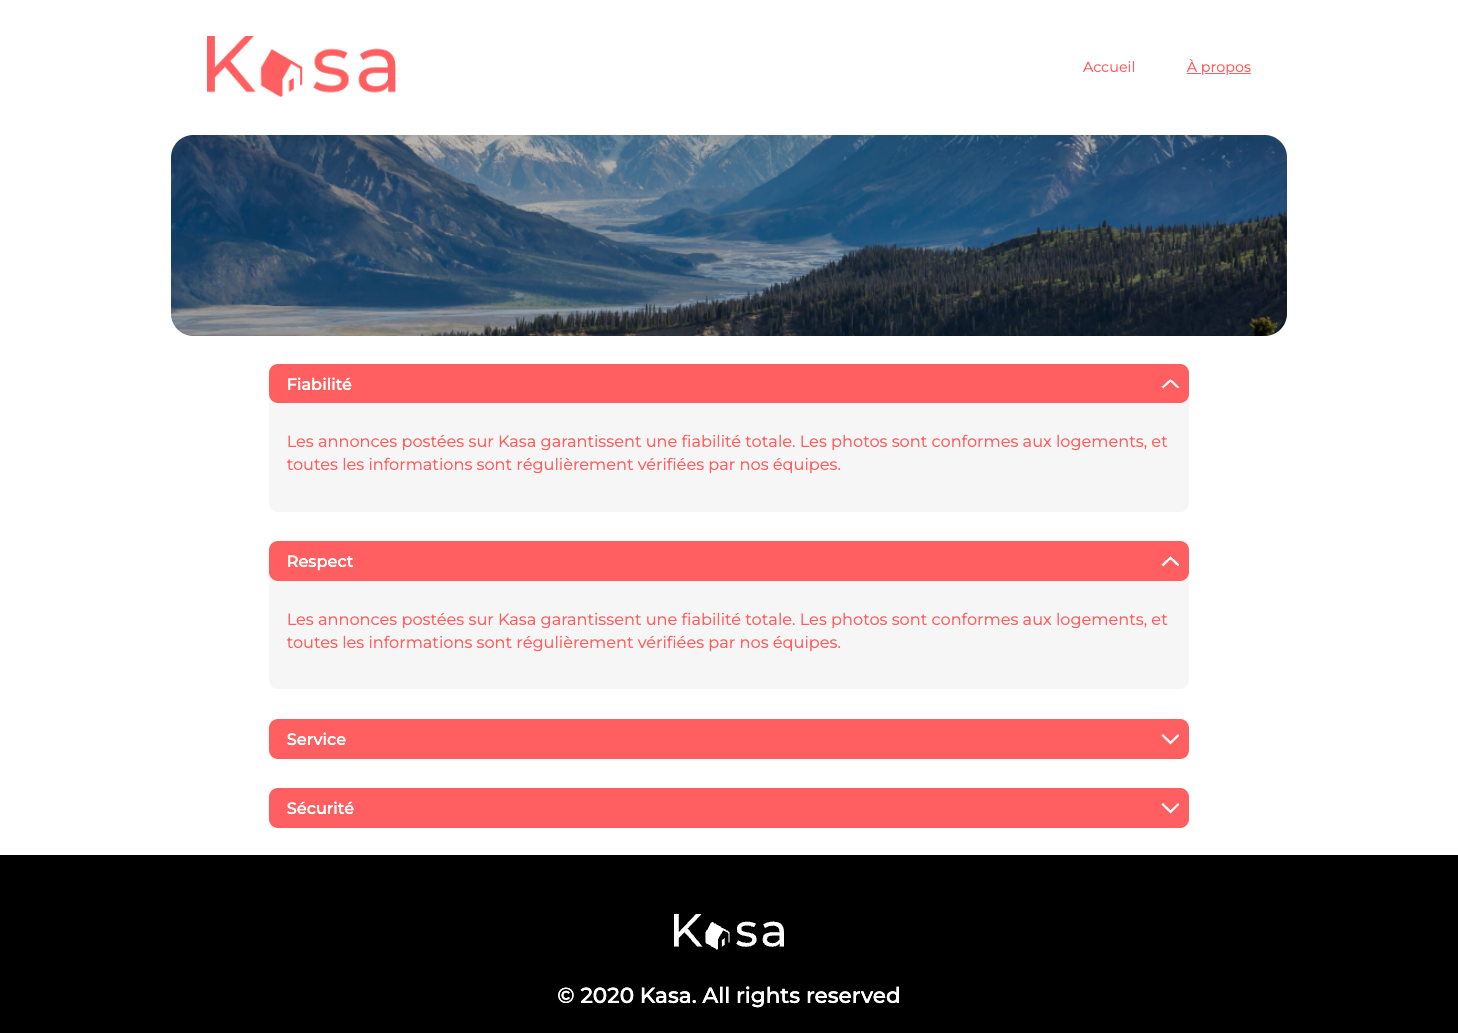 Kasa
Accueil
À propos
Fiabilité
Les annonces postées sur Kasa garantissent une fiabilité totale. Les photos sont conformes aux logements, et
toutes les informations sont régulièrement vérifiées par nos équipes.
Respect
Les annonces postées sur Kasa garantissent une fiabilité totale. Les photos sont conformes aux logements, et
toutes les informations sont régulièrement vérifiées par nos équipes.
Service
Sécurité
Kasa
© 2020 Kasa. All rights reserved